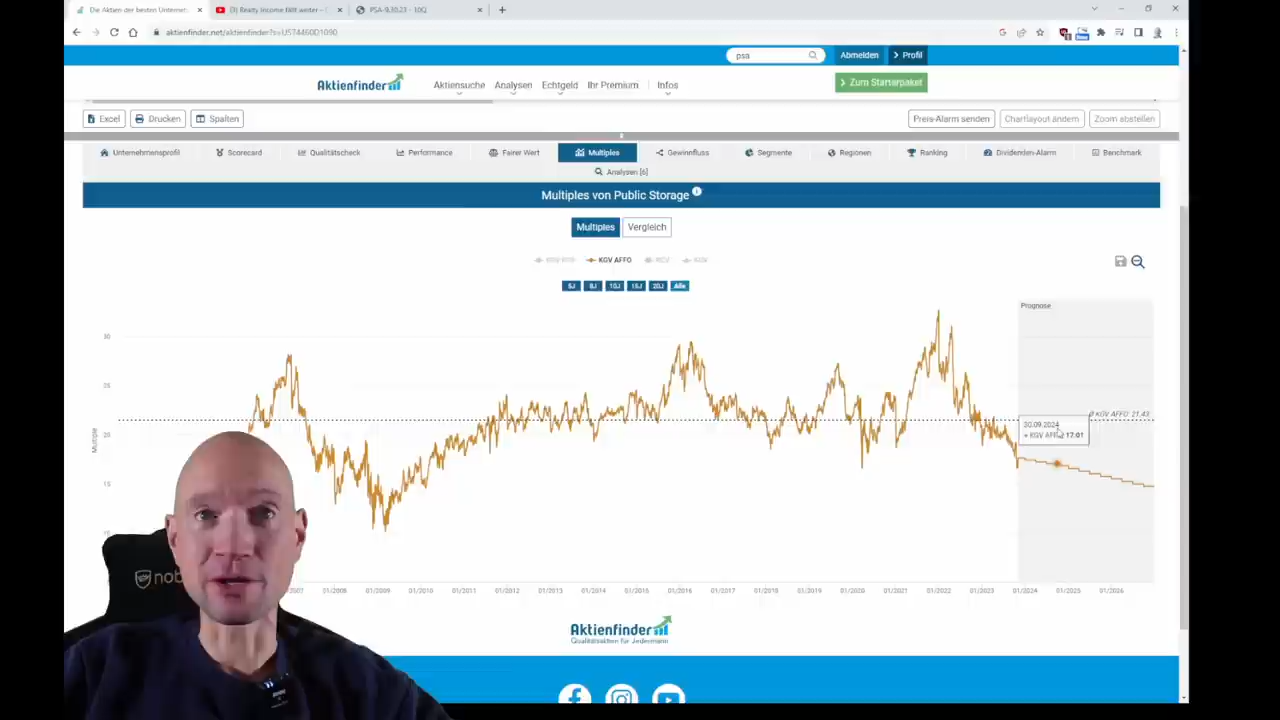 Die Aktien der besten Unterneh
(3) Realty Income fällt weiter - C
PSA-9.30.23 - 10Q
aktienfinder.net/aktienfinder?s=US74460D1090
psa
Abmelden
Profil
Aktienfinder
Aktiensuche
Analysen
Echtgeld
Ihr Premium
Infos
Zum Starterpaket
Excel
Drucken
Spalten
Preis-Alarm senden
Chartlayout ändern
Zoom abstellen
Unternehmensprofil
Scorecard
Qualitätscheck
Performance
Fairer Wert
Multiples
Gewinnfluss
Segmente
Regionen
Ranking
Dividenden-Alarm
Benchmark
Analysen [6]
Multiples von Public Storage
Multiples
Vergleich
KGV AFFO
5J
8J
10J
15J
20J
Alle
Prognose
30
25
20
15
10
Multiple
Ø KGV AFFO: 21.43
30.09.2024
KGV AFFO: 17.01
01/2008
01/2009
01/2010
01/2011
01/2012
01/2013
01/2014
01/2015
01/2016
01/2017
01/2018
01/2019
01/2020
01/2021
01/2022
01/2023
01/2024
01/2025
01/2026
Aktienfinder
Qualitätsaktien für Jedermann